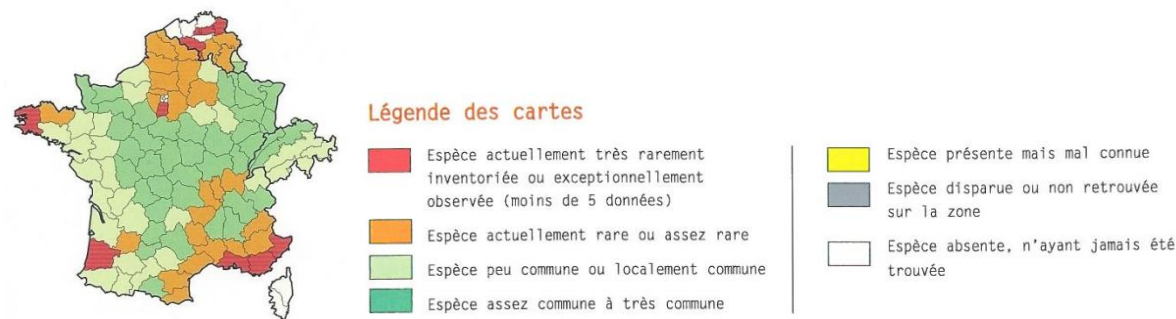 Légende des cartes
Espèce actuellement très rarement
inventoriée ou exceptionnellement
observée (moins de 5 données)
Espèce actuellement rare ou assez rare
Espèce peu commune ou localement commune
Espèce assez commune à très commune
Espèce présente mais mal connue
Espèce disparue ou non retrouvée
sur la zone
Espèce absente, n'ayant jamais été
trouvée